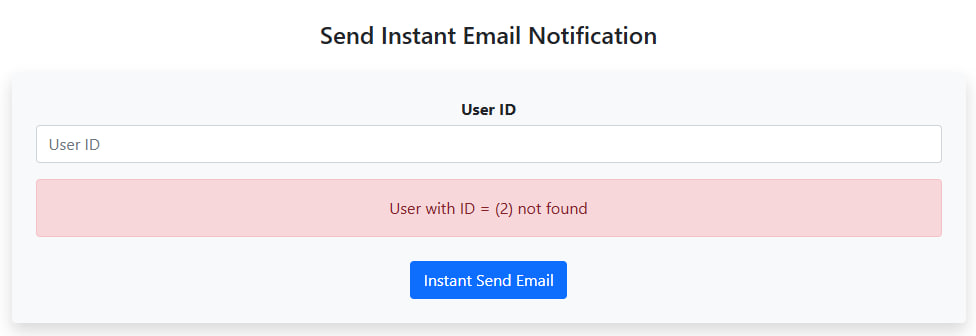 Send Instant Email Notification
User ID
User ID
User with ID = (2) not found
Instant Send Email